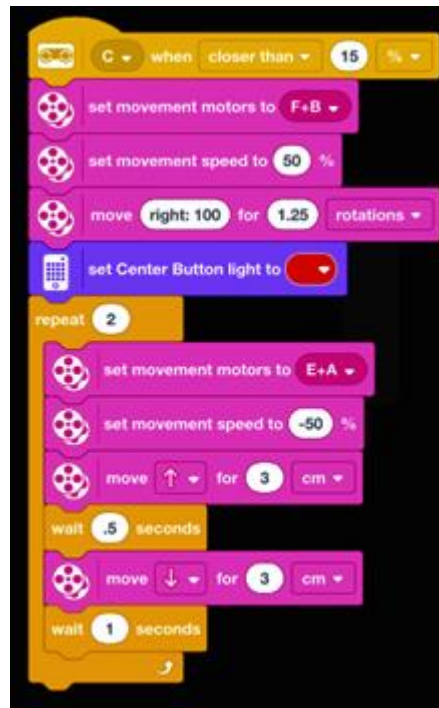 C when closer than 15 %
set movement motors to F+B
set movement speed to 50 %
move right: 100 for 1.25 rotations
set Center Button light to
repeat 2
set movement motors to E+A
set movement speed to -50 %
move ↑ for 3 cm
wait .5 seconds
move ↓ for 3 cm
wait 1 seconds